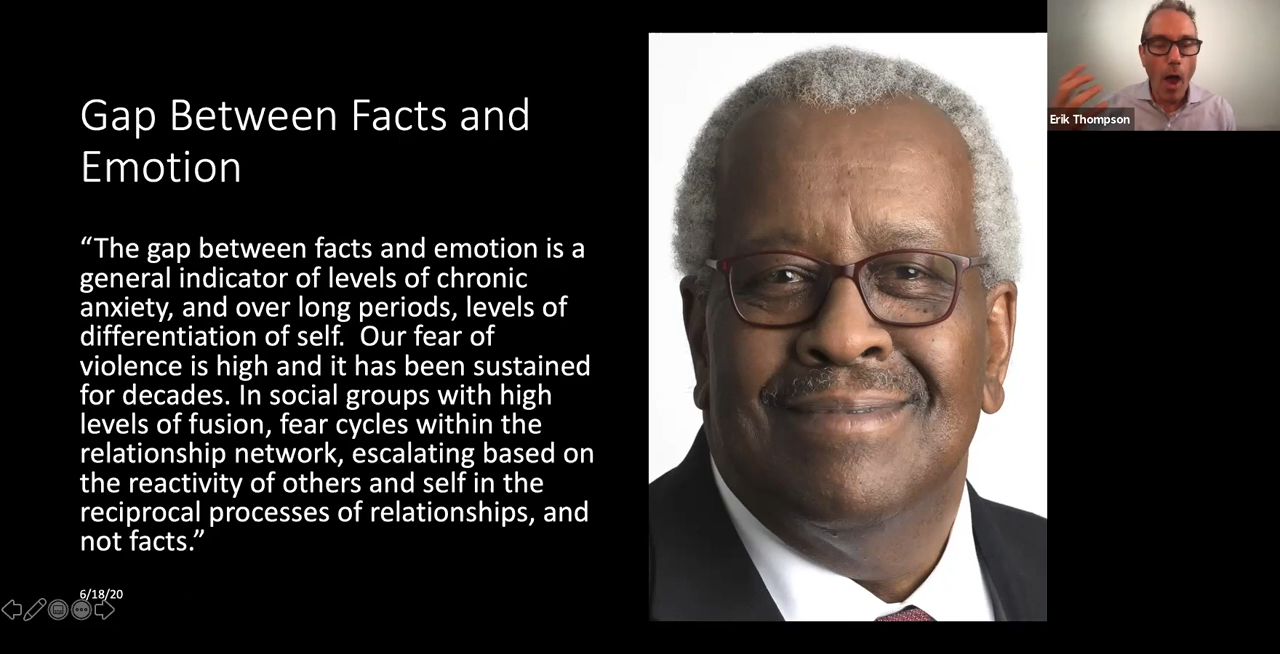 Gap Between Facts and
Emotion
“The gap between facts and emotion is a
general indicator of levels of chronic
anxiety, and over long periods, levels of
differentiation of self.  Our fear of
violence is high and it has been sustained
for decades. In social groups with high
levels of fusion, fear cycles within the
relationship network, escalating based on
the reactivity of others and self in the
reciprocal processes of relationships, and
not facts.”
6/18/20
Erik Thompson